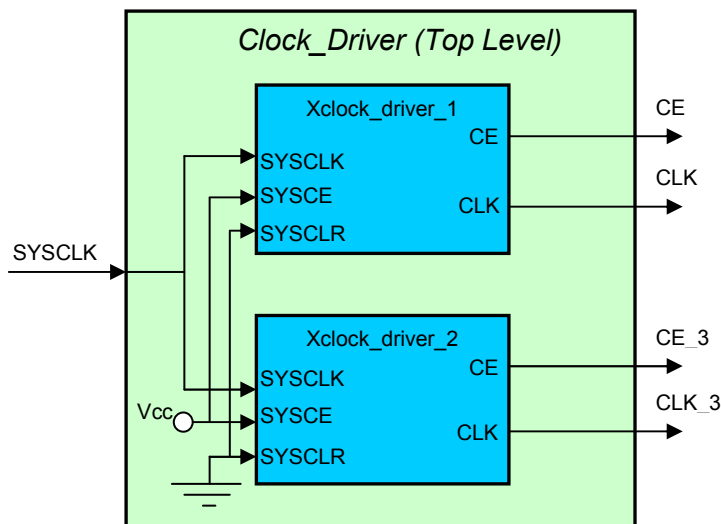 Clock_Driver (Top Level)
Xclock_driver_1
CE
SYSCLK
SYSCE
CLK
SYSCLR
CE
CLK
SYSCLK
Xclock_driver_2
CE
SYSCLK
SYSCE
CLK
SYSCLR
Vcc
CE_3
CLK_3